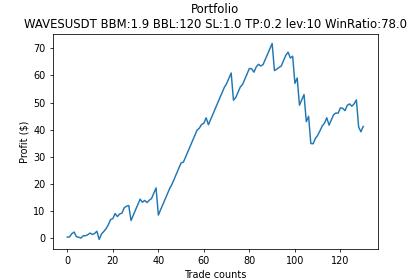 Portfolio
WAVESUSDT BBM:1.9 BBL:120 SL:1.0 TP:0.2 lev:10 WinRatio:78.0
Profit ($)
70
60
50
40
30
20
10
0
0 20 40 60 80 100 120
Trade counts